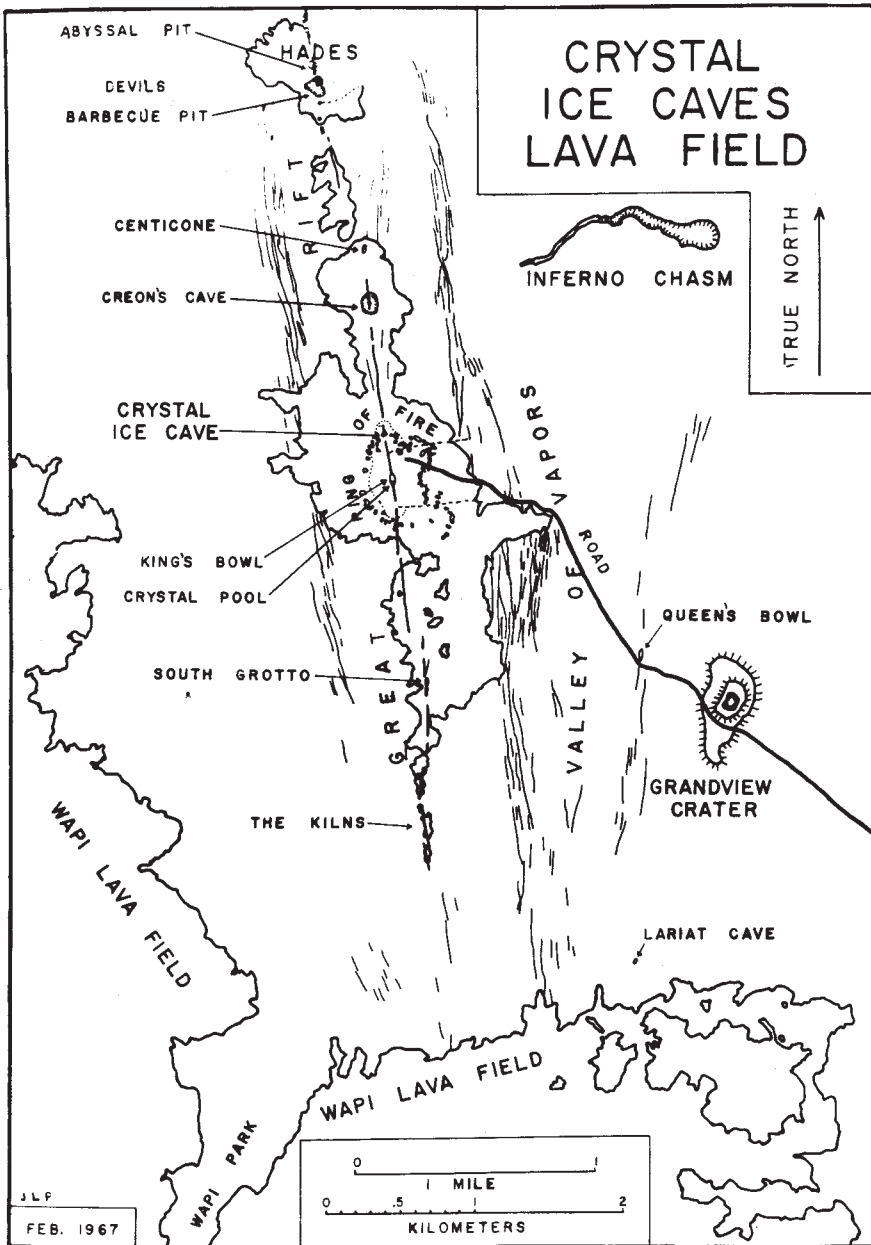 ABYSSAL PIT
HADES
DEVILS
BARBECUE PIT
CRYSTAL
ICE CAVES
LAVA FIELD
TRUE NORTH
INFERNO CHASM
CENTICONE
CREON'S CAVE
GREAT RIFT
CRYSTAL
ICE CAVE
RING OF FIRE
VALLEY OF VAPORS
ROAD
KING'S BOWL
CRYSTAL POOL
QUEEN'S BOWL
SOUTH GROTTO
GRANDVIEW
CRATER
THE KILNS
WAPI LAVA FIELD
LARIAT CAVE
WAPI LAVA FIELD
WAPI PARK
0 1
1 MILE
0 .5 1 2
KILOMETERS
JLP
FEB. 1967